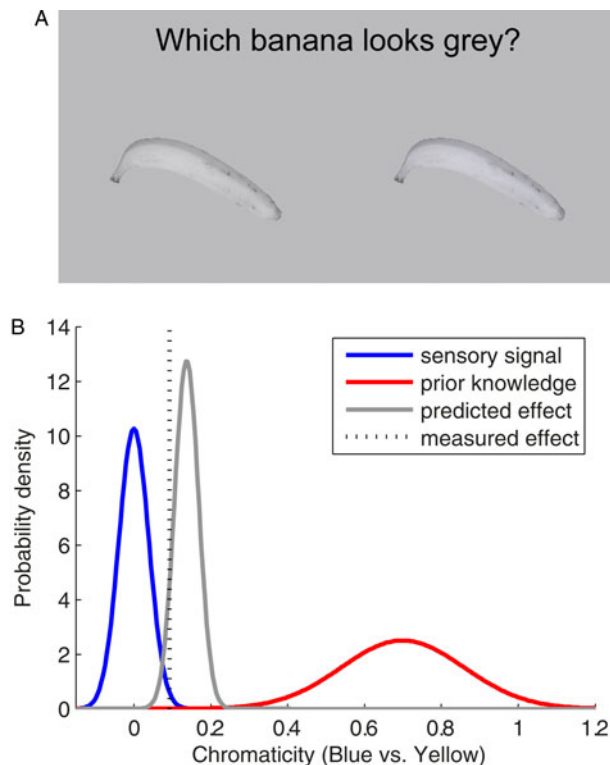 A
Which banana looks grey?
B
14
12
10
8
6
4
2
0
Probability density
sensory signal
prior knowledge
predicted effect
measured effect
0 0.2 0.4 0.6 0.8 1 1.2
Chromaticity (Blue vs. Yellow)